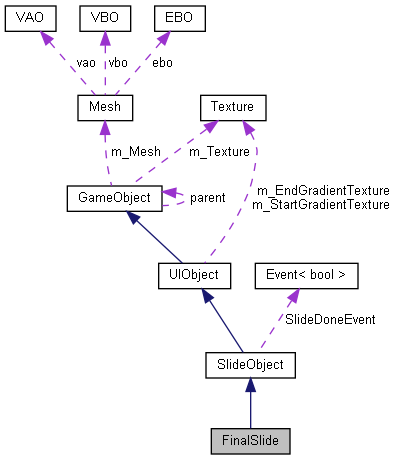 VAO
VBO
EBO
vao
vbo
ebo
Mesh
Texture
m_Mesh
m_Texture
m_EndGradientTexture
m_StartGradientTexture
GameObject
parent
UIObject
Event< bool >
SlideDoneEvent
SlideObject
FinalSlide